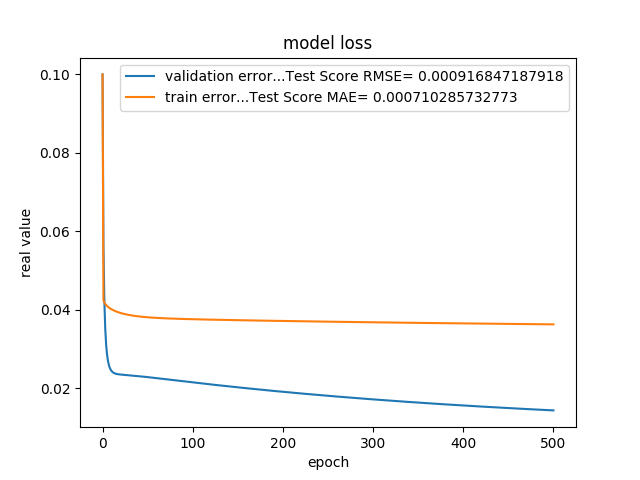 model loss
validation error...Test Score RMSE= 0.000916847187918
train error...Test Score MAE= 0.000710285732773
0.10
0.08
0.06
0.04
0.02
real value
0 100 200 300 400 500
epoch